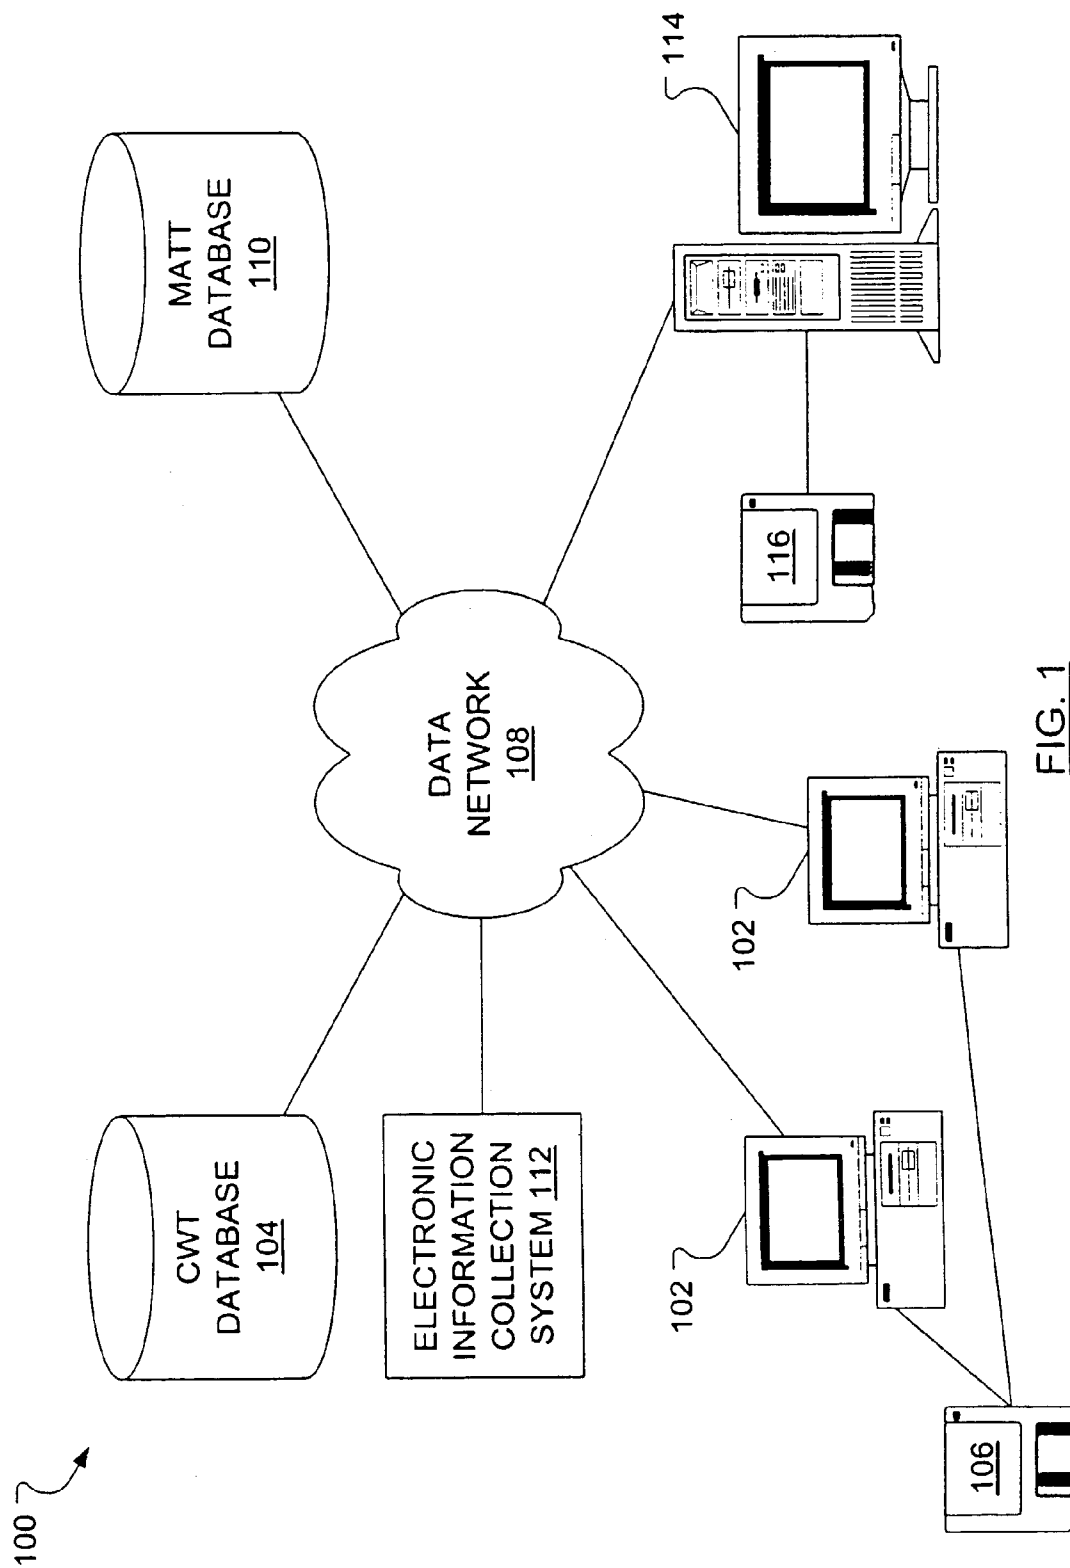 100
CWT
DATABASE
104
MATT
DATABASE
110
ELECTRONIC
INFORMATION
COLLECTION
SYSTEM 112
DATA
NETWORK
108
114
102
102
116
106
FIG. 1